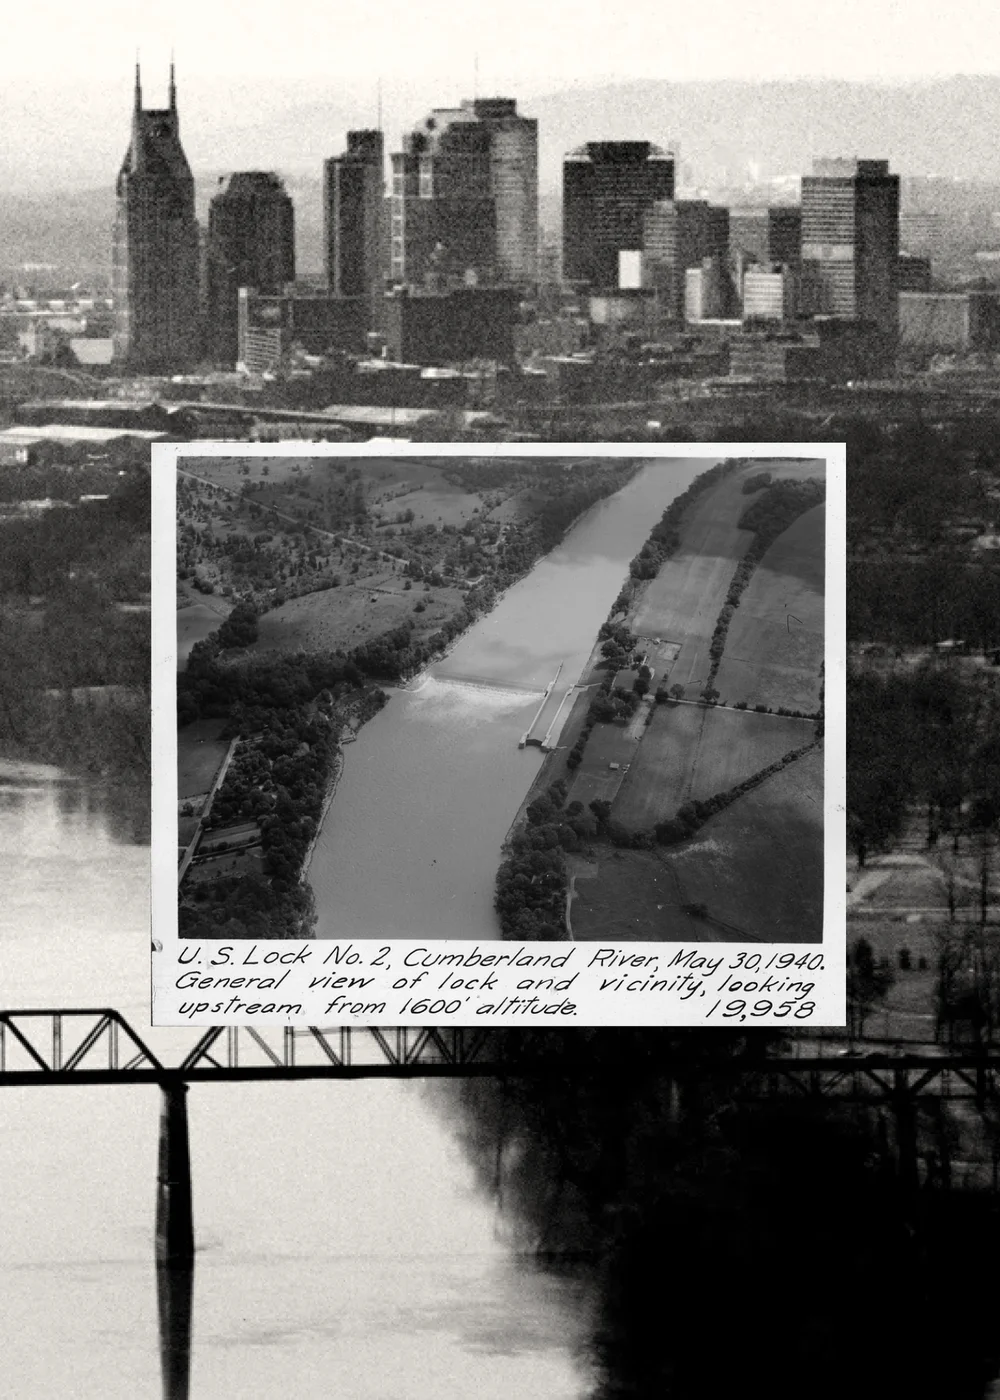 U. S. Lock No. 2, Cumberland River, May 30, 1940.
General view of lock and vicinity, looking
upstream from 1600' altitude. 19,958